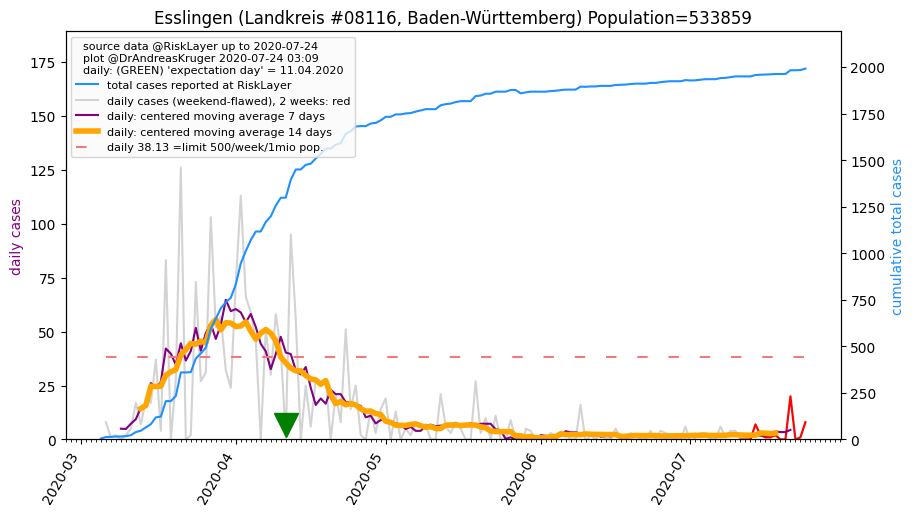 Esslingen (Landkreis #08116, Baden-Württemberg) Population=533859
source data @RiskLayer up to 2020-07-24
plot @DrAndreasKruger 2020-07-24 03:09
daily: (GREEN) 'expectation day' = 11.04.2020
total cases reported at RiskLayer
daily cases (weekend-flawed), 2 weeks: red
daily: centered moving average 7 days
daily: centered moving average 14 days
daily 38.13 =limit 500/week/1mio pop.
daily cases
175
150
125
100
75
50
25
0
2000
1750
1500
1250
1000
750
500
250
0
cumulative total cases
2020-03
2020-04
2020-05
2020-06
2020-07